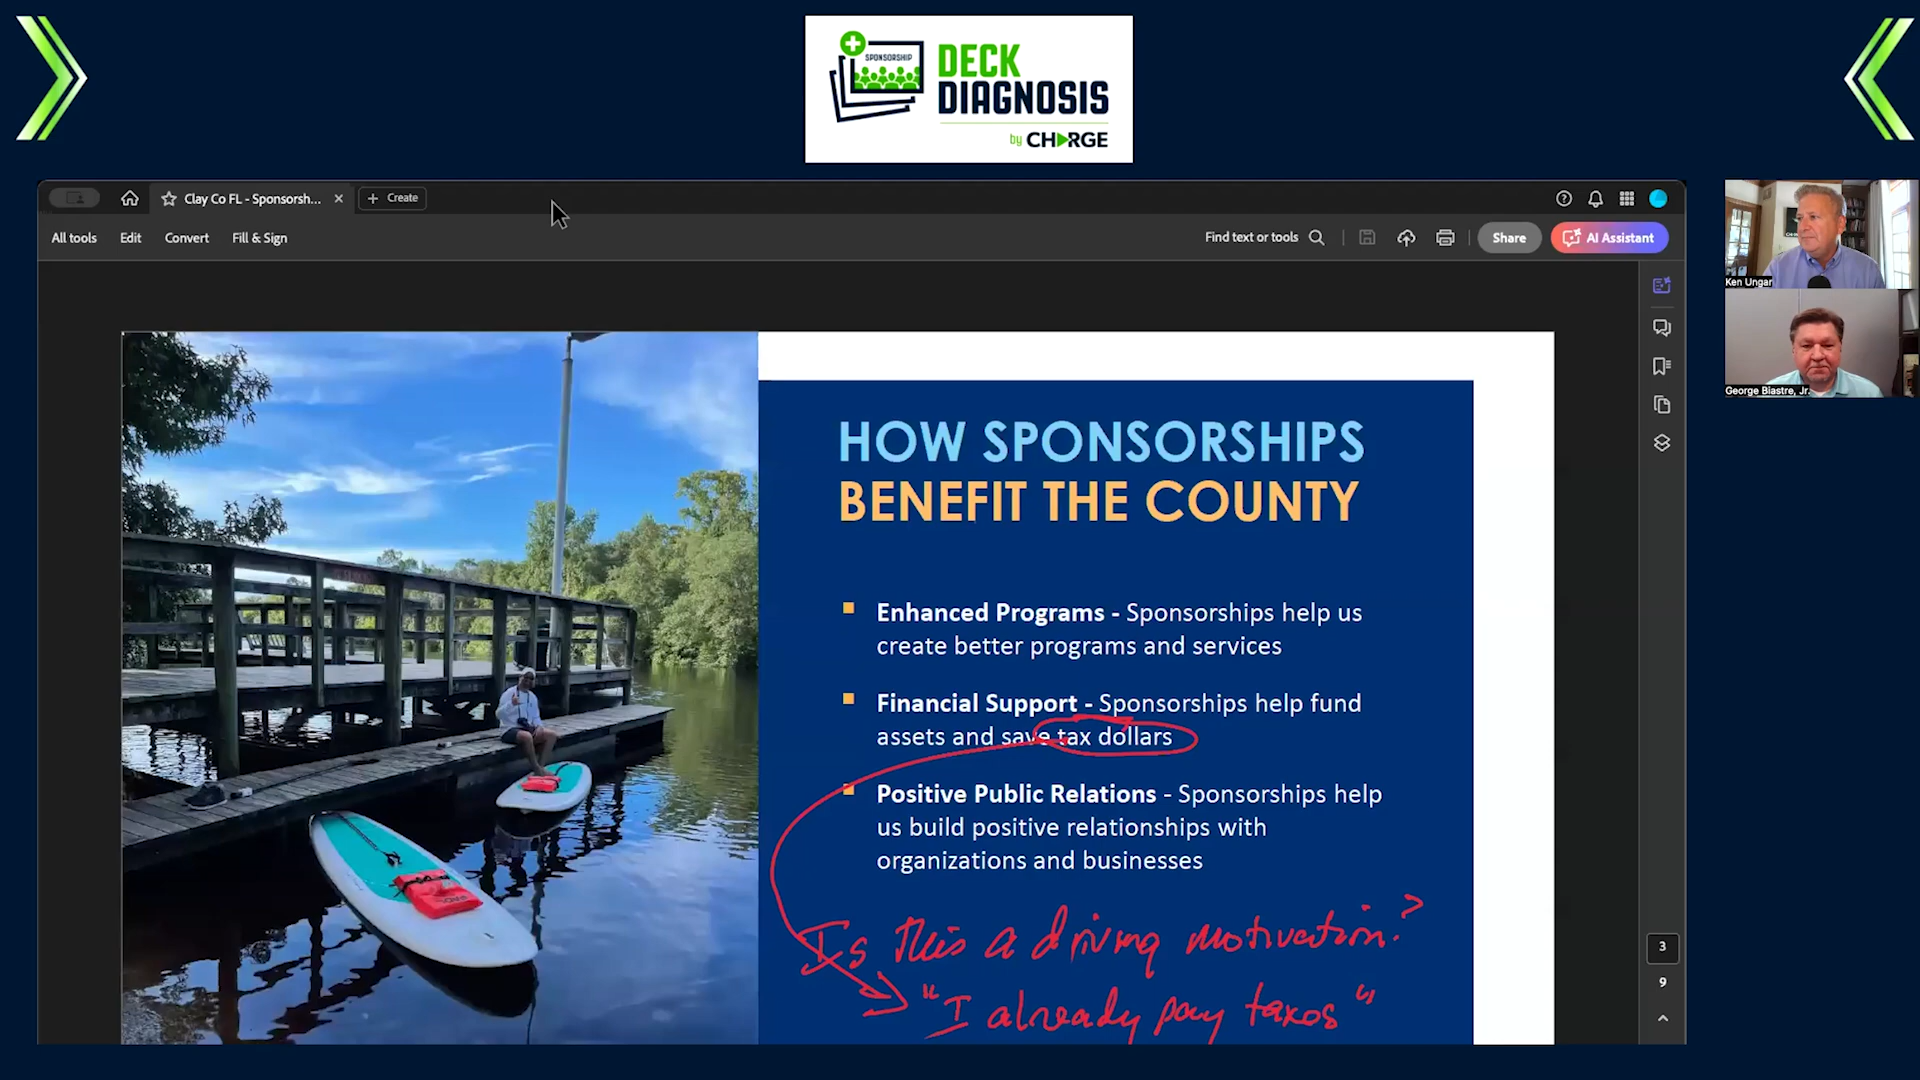 SPONSORSHIP
DECK
DIAGNOSIS
by CHARGE
Clay Co FL - Sponsorsh...
Create
All tools
Edit
Convert
Fill & Sign
Find text or tools
Share
AI Assistant
Ken Ungar
George Biastre, Jr.
HOW SPONSORSHIPS
BENEFIT THE COUNTY
Enhanced Programs - Sponsorships help us
create better programs and services
Financial Support - Sponsorships help fund
assets and save tax dollars
Positive Public Relations - Sponsorships help
us build positive relationships with
organizations and businesses
Is this a driving motivation?
"I already pay taxes"
3
9